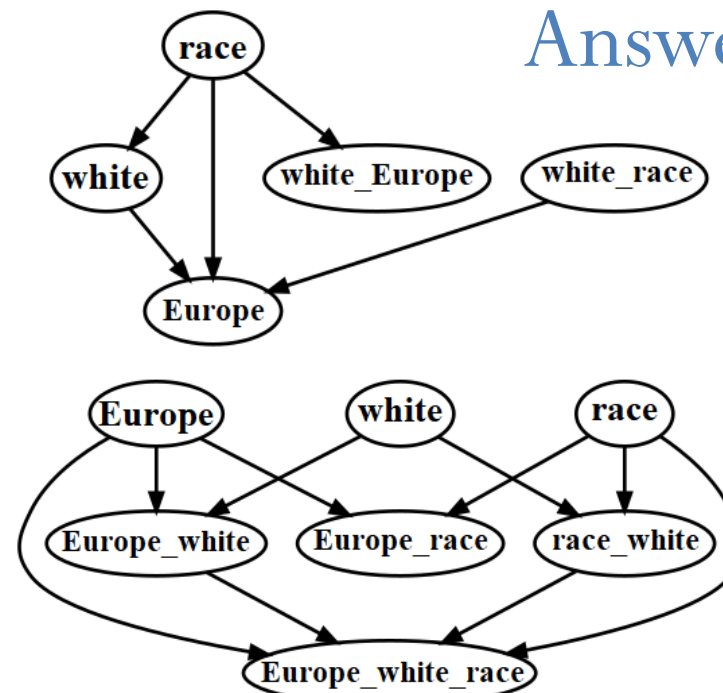 Answe
race
white white_Europe white_race
Europe
Europe white race
Europe_white Europe_race race_white
Europe_white_race